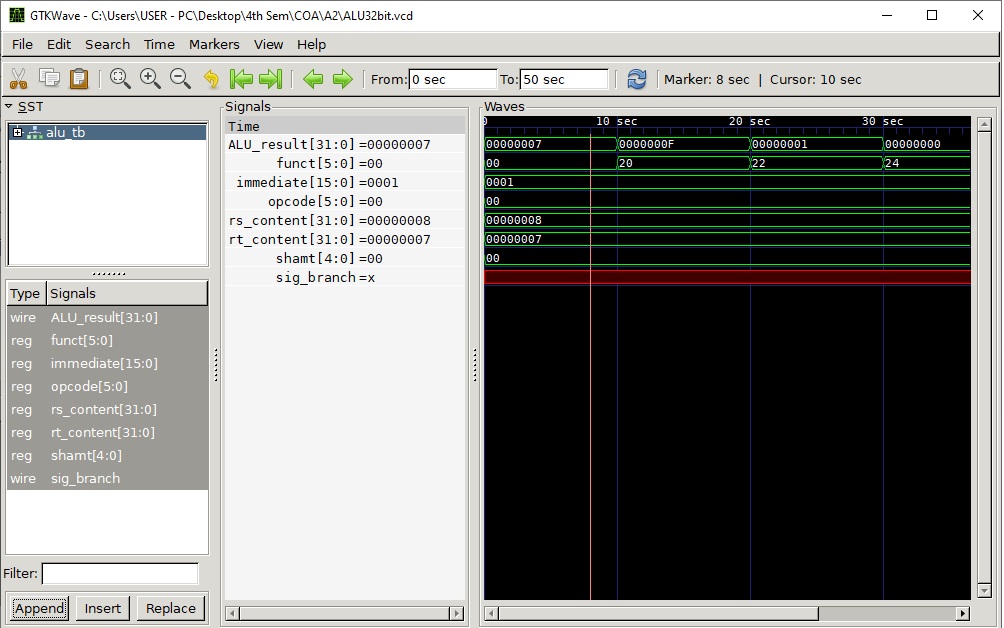 GTKWave - C:\Users\USER - PC\Desktop\4th Sem\COA\A2\ALU32bit.vcd
File Edit Search Time Markers View Help
From: 0 sec To: 50 sec Marker: 8 sec | Cursor: 10 sec
SST
alu_tb
Type Signals
wire ALU_result[31:0]
reg funct[5:0]
reg immediate[15:0]
reg opcode[5:0]
reg rs_content[31:0]
reg rt_content[31:0]
reg shamt[4:0]
wire sig_branch
Filter:
Append Insert Replace
Signals
Time
ALU_result[31:0] =00000007
funct[5:0] =00
immediate[15:0] =0001
opcode[5:0] =00
rs_content[31:0] =00000008
rt_content[31:0] =00000007
shamt[4:0] =00
sig_branch =x
Waves
0 10 sec 20 sec 30 sec
00000007 0000000F 00000001 00000000
00 20 22 24
0001
00
00000008
00000007
00